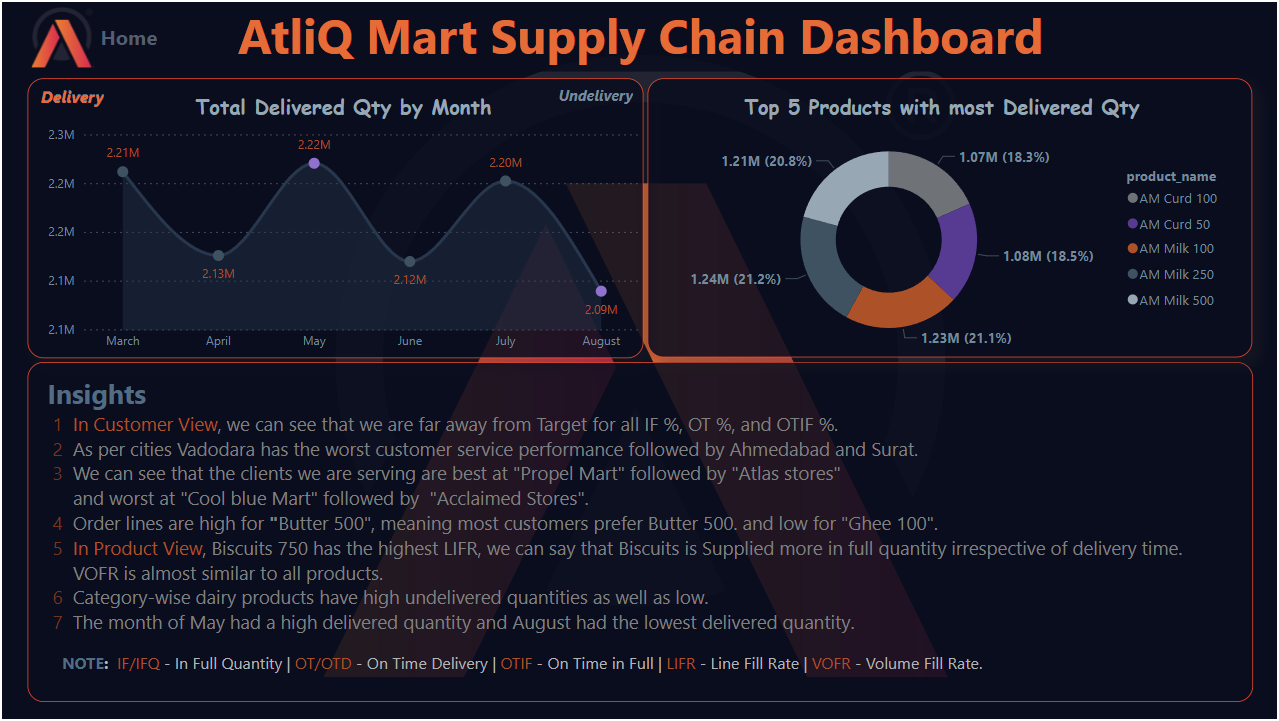 Home
AtliQ Mart Supply Chain Dashboard
Delivery
Undelivery
Total Delivered Qty by Month
2.3M
2.2M
2.2M
2.1M
2.1M
2.21M
2.13M
2.22M
2.12M
2.20M
2.09M
March April May June July August
Top 5 Products with most Delivered Qty
1.21M (20.8%)
1.07M (18.3%)
1.24M (21.2%)
1.08M (18.5%)
1.23M (21.1%)
product_name
AM Curd 100
AM Curd 50
AM Milk 100
AM Milk 250
AM Milk 500
Insights
1 In Customer View, we can see that we are far away from Target for all IF %, OT %, and OTIF %.
2 As per cities Vadodara has the worst customer service performance followed by Ahmedabad and Surat.
3 We can see that the clients we are serving are best at "Propel Mart" followed by "Atlas stores"
and worst at "Cool blue Mart" followed by "Acclaimed Stores".
4 Order lines are high for "Butter 500", meaning most customers prefer Butter 500. and low for "Ghee 100".
5 In Product View, Biscuits 750 has the highest LIFR, we can say that Biscuits is Supplied more in full quantity irrespective of delivery time.
VOFR is almost similar to all products.
6 Category-wise dairy products have high undelivered quantities as well as low.
7 The month of May had a high delivered quantity and August had the lowest delivered quantity.
NOTE: IF/IFQ - In Full Quantity | OT/OTD - On Time Delivery | OTIF - On Time in Full | LIFR - Line Fill Rate | VOFR - Volume Fill Rate.